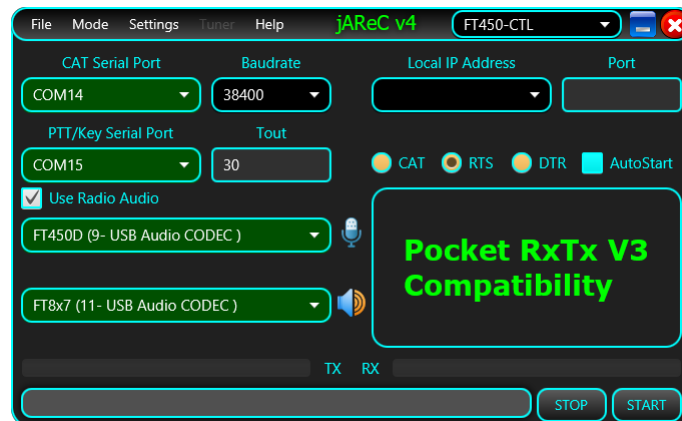 File Mode Settings Tuner Help jAReC v4 FT450-CTL
CAT Serial Port Baudrate Local IP Address Port
COM14 38400
PTT/Key Serial Port Tout
COM15 30 CAT RTS DTR AutoStart
Use Radio Audio
FT450D (9- USB Audio CODEC )
Pocket RxTx V3
Compatibility
FT8x7 (11- USB Audio CODEC )
TX RX
STOP START